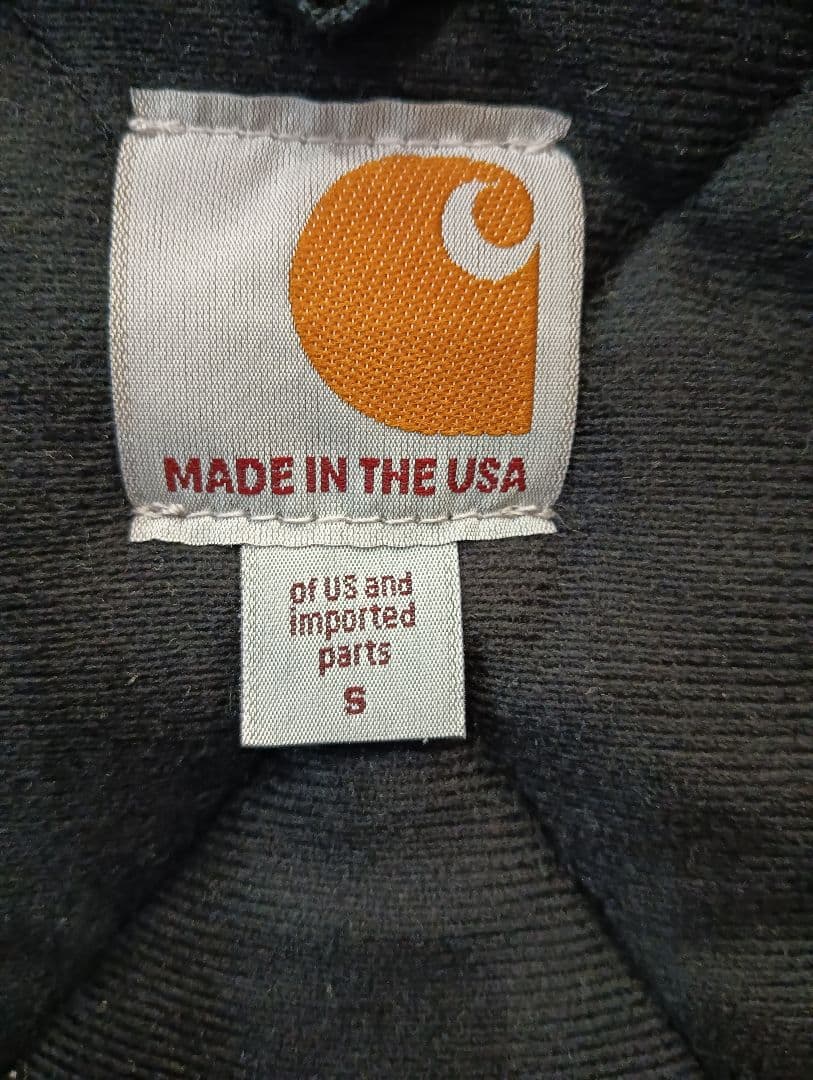 MADE IN THE USA
of US and
imported
parts
S